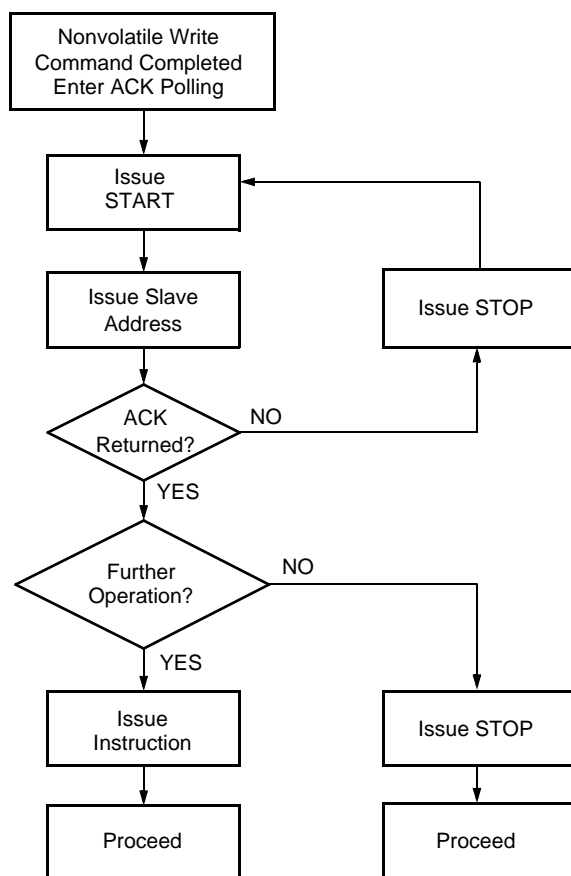 Nonvolatile Write
Command Completed
Enter ACK Polling
Issue
START
Issue Slave
Address
Issue STOP
ACK
Returned?
NO
YES
Further
Operation?
NO
YES
Issue
Instruction
Issue STOP
Proceed
Proceed